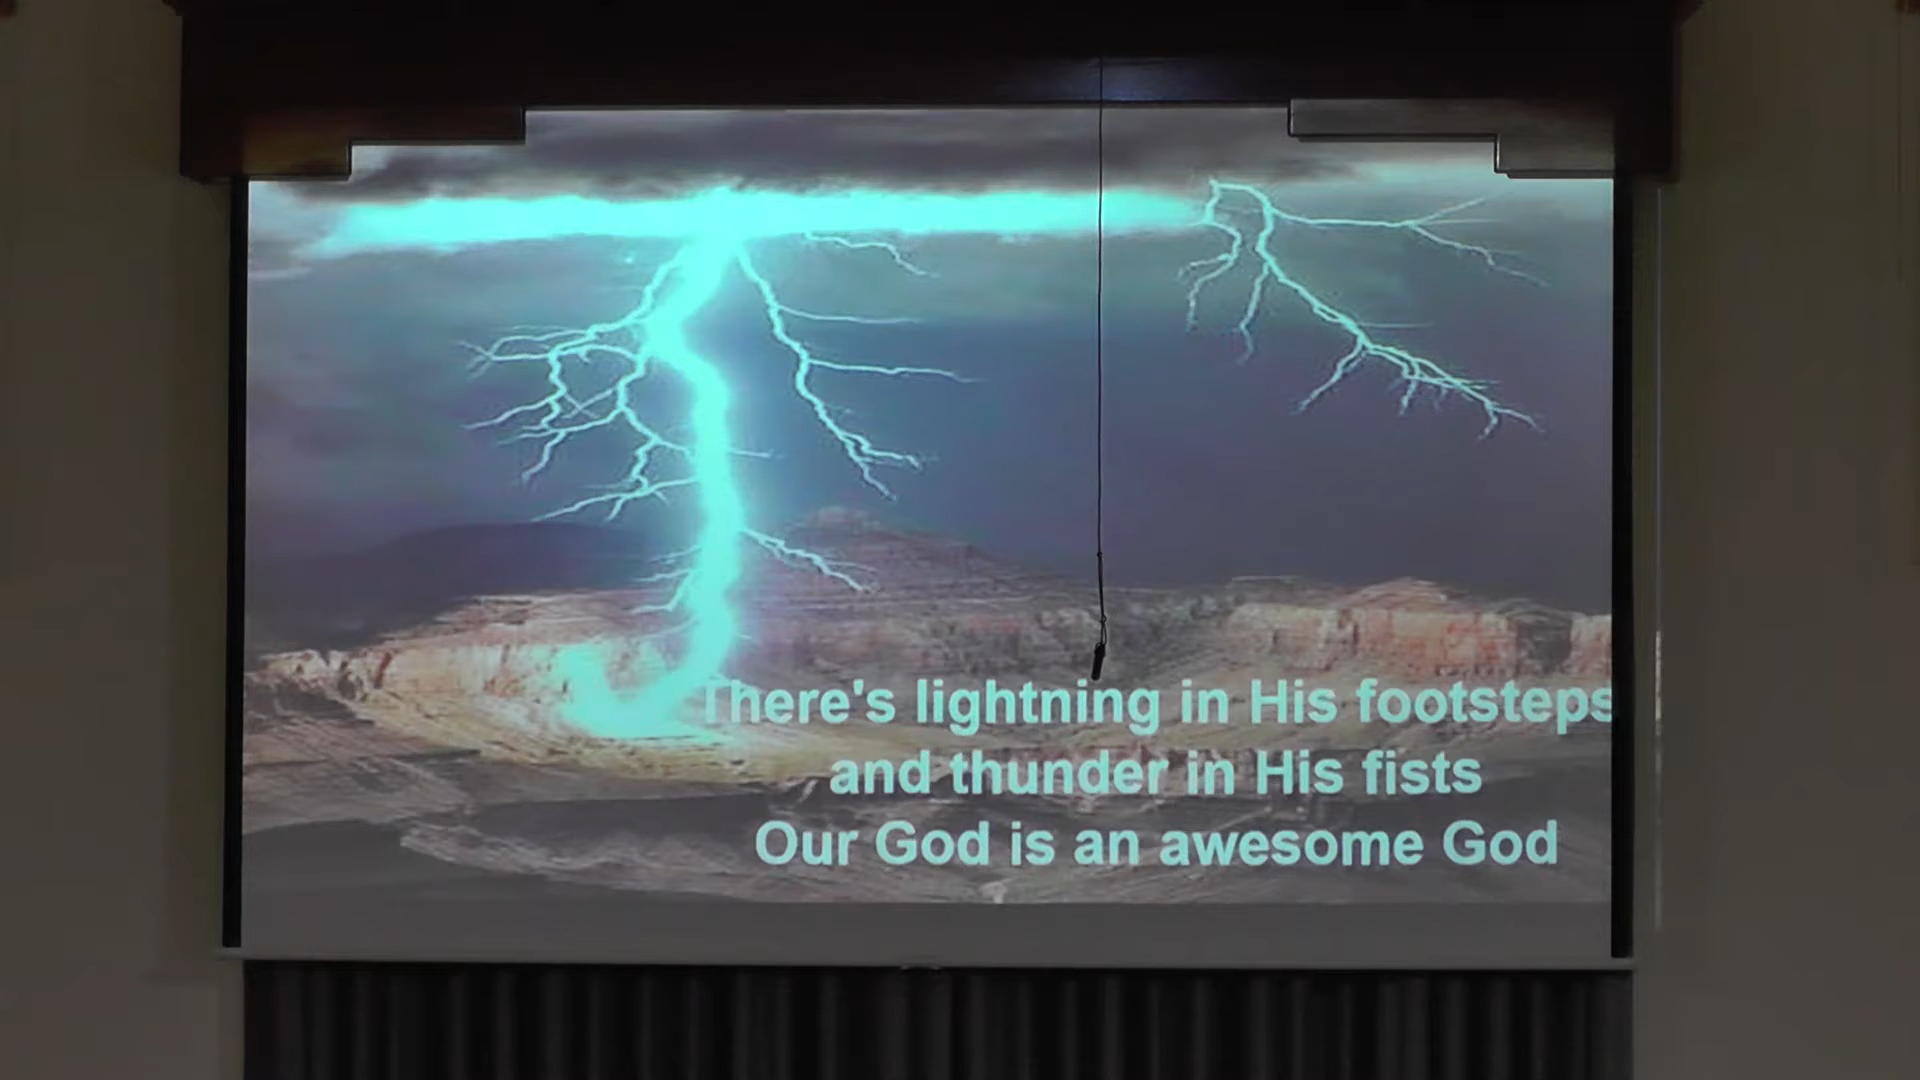 There's lightning in His footsteps
and thunder in His fists
Our God is an awesome God